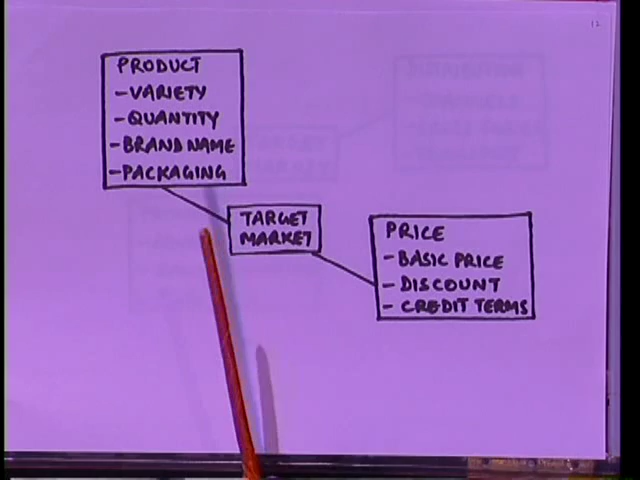 PRODUCT
- VARIETY
- QUANTITY
- BRAND NAME
- PACKAGING
TARGET
MARKET
PRICE
- BASIC PRICE
- DISCOUNT
- CREDIT TERMS